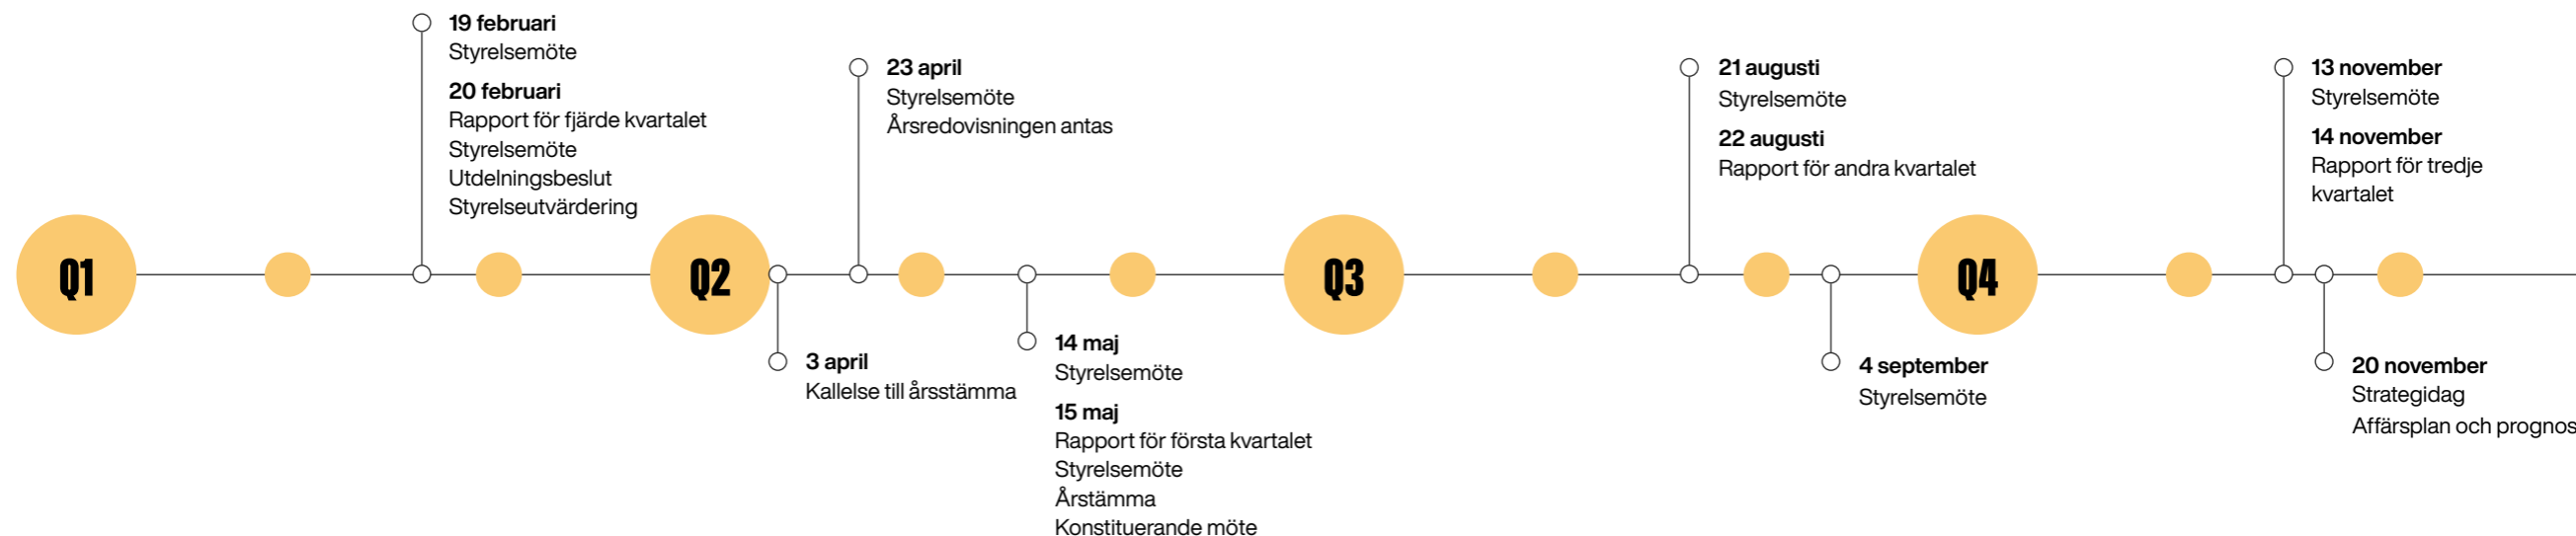 19 februari
Styrelsemöte
20 februari
Rapport för fjärde kvartalet
Styrelsemöte
Utdelningsbeslut
Styrelseutvärdering
23 april
Styrelsemöte
Årsredovisningen antas
21 augusti
Styrelsemöte
22 augusti
Rapport för andra kvartalet
13 november
Styrelsemöte
14 november
Rapport för tredje
kvartalet
Q1
Q2
Q3
Q4
3 april
Kallelse till årsstämma
14 maj
Styrelsemöte
15 maj
Rapport för första kvartalet
Styrelsemöte
Årstämma
Konstituerande möte
4 september
Styrelsemöte
20 november
Strategidag
Affärsplan och prognos